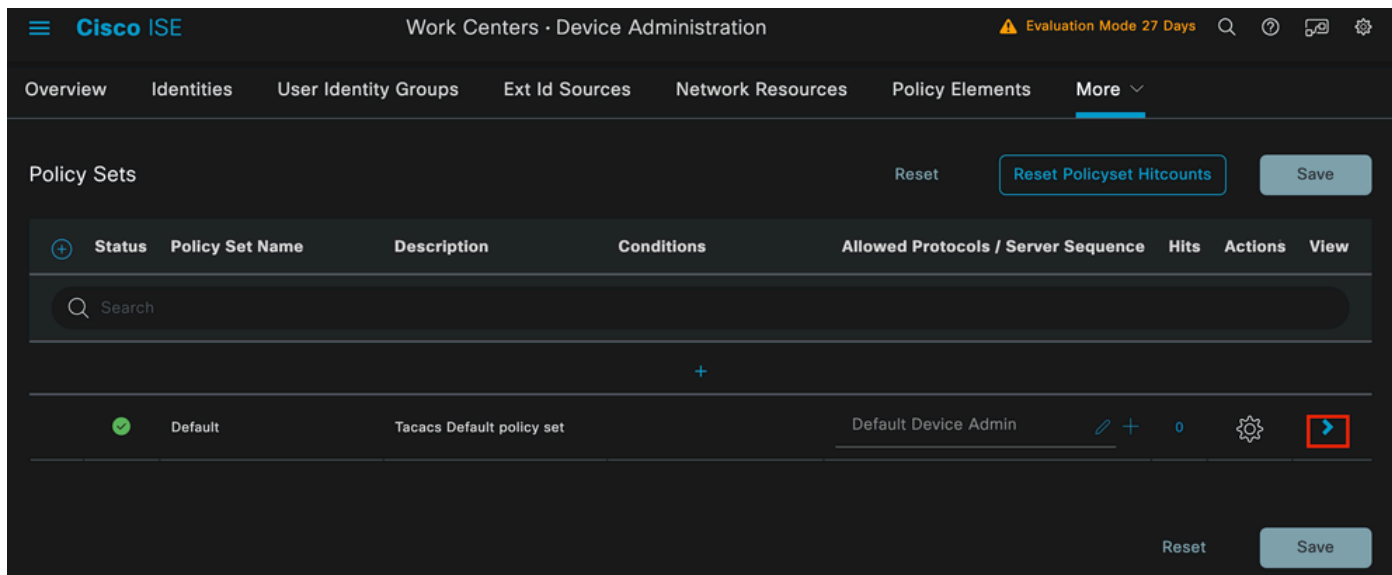 Cisco ISE Work Centers · Device Administration Evaluation Mode 27 Days
Overview Identities User Identity Groups Ext Id Sources Network Resources Policy Elements More
Policy Sets Reset Reset Policyset Hitcounts Save
Status Policy Set Name Description Conditions Allowed Protocols / Server Sequence Hits Actions View
Search
+
Default Tacacs Default policy set Default Device Admin + 0
Reset Save